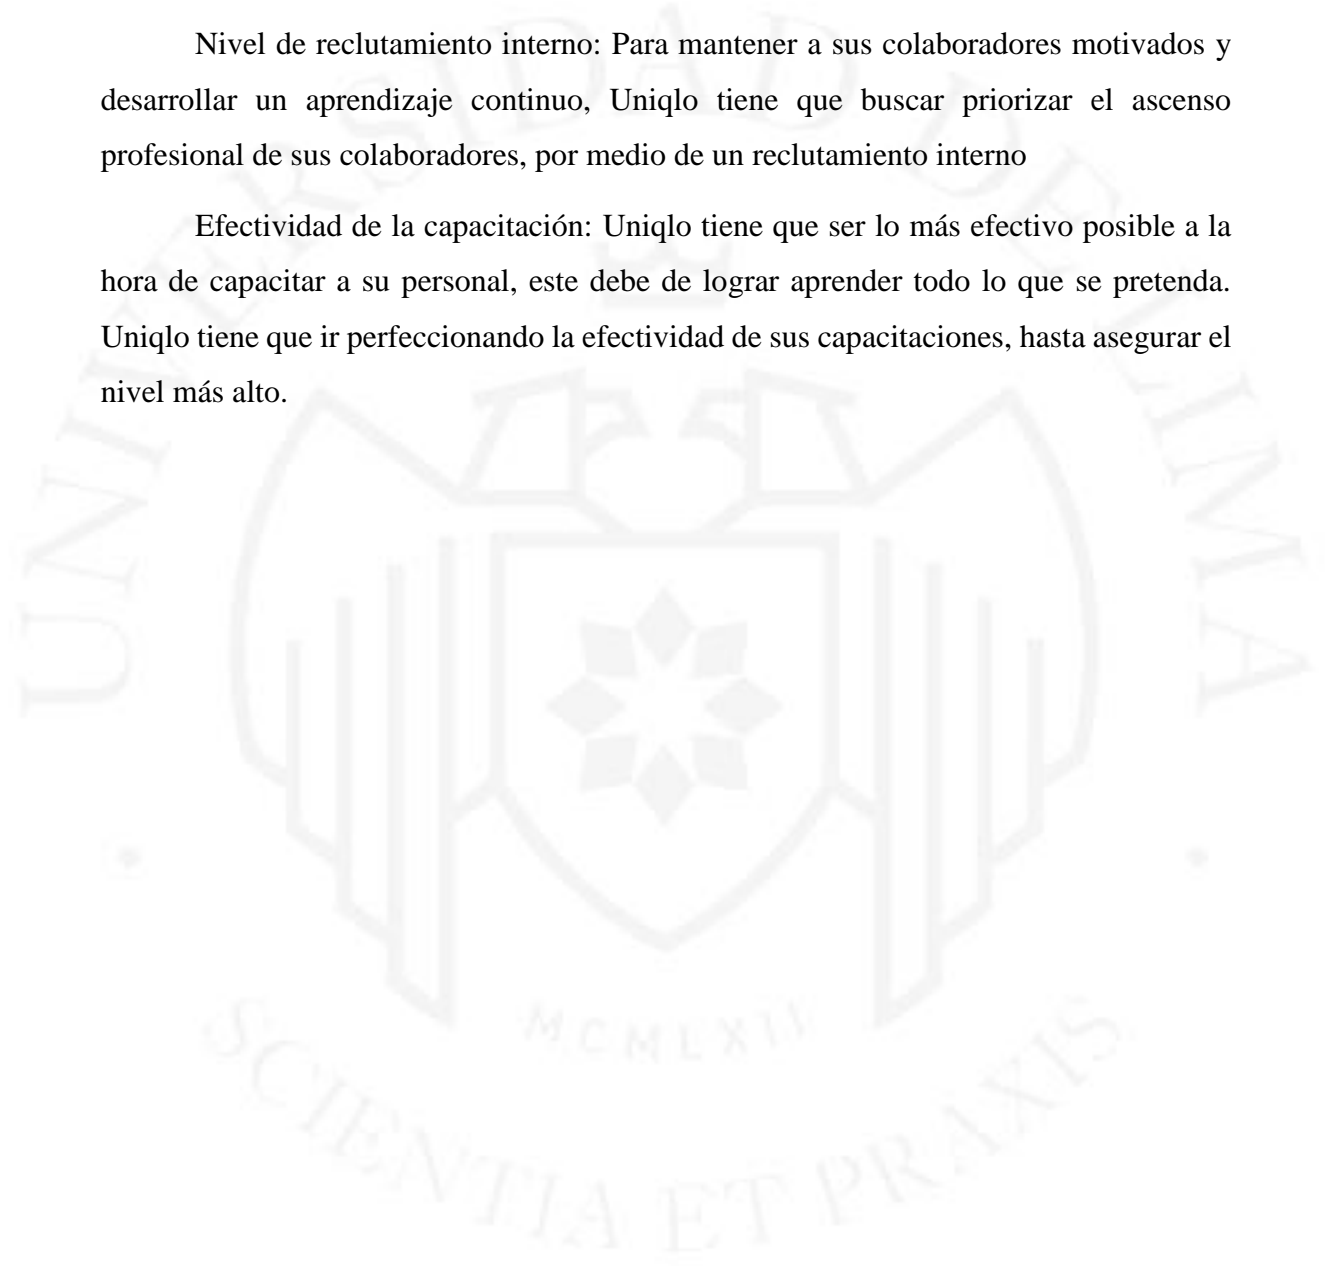 Nivel de reclutamiento interno: Para mantener a sus colaboradores motivados y
desarrollar un aprendizaje continuo, Uniqlo tiene que buscar priorizar el ascenso
profesional de sus colaboradores, por medio de un reclutamiento interno
Efectividad de la capacitación: Uniqlo tiene que ser lo más efectivo posible a la
hora de capacitar a su personal, este debe de lograr aprender todo lo que se pretenda.
Uniqlo tiene que ir perfeccionando la efectividad de sus capacitaciones, hasta asegurar el
nivel más alto.
UNIVERSIDAD DE LIMA
MCMLXII
SCIENTIA ET PRAXIS